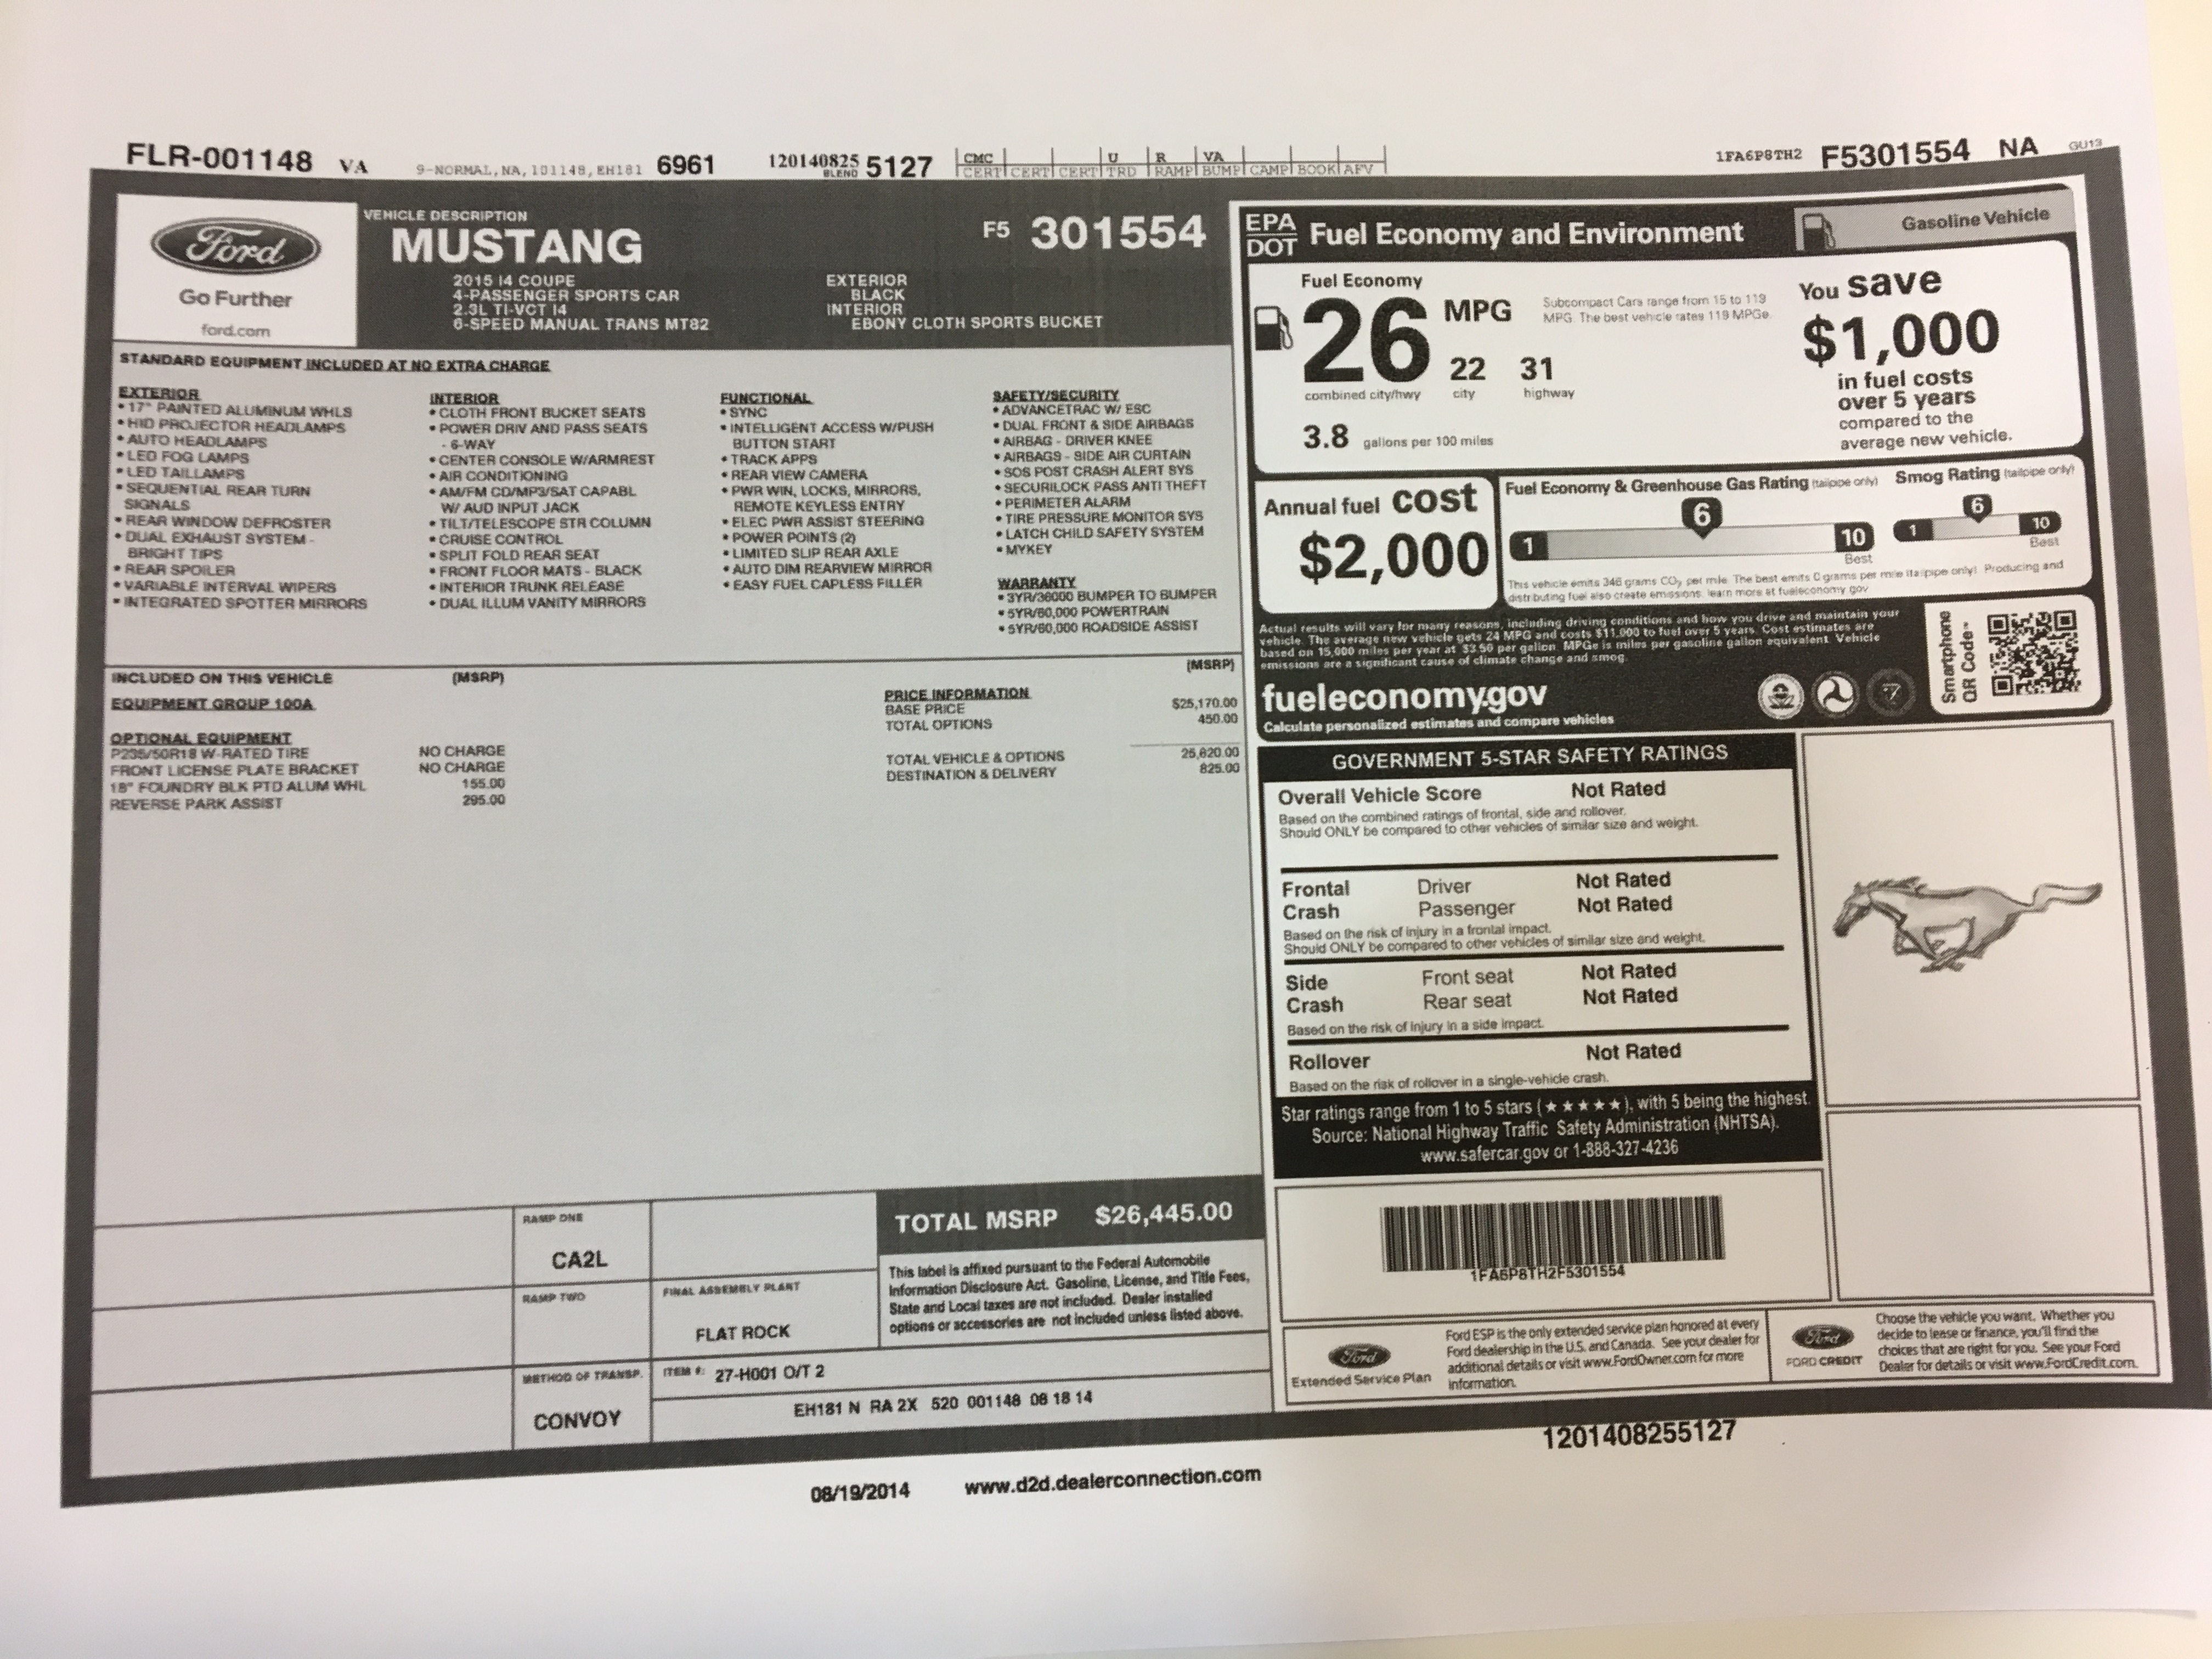 FLR-001148 VA 9-NORMAL,NA,101148,EH181 6961 120140825 5127
BLEND
CMC U R VA
CERT CERT CERT TRD RAMP BUMP CAMP BOOK AFV
1FA6P8TH2 F5301554 NA
GU13
Ford
Go Further
ford.com
VEHICLE DESCRIPTION
MUSTANG
2015 I4 COUPE
4-PASSENGER SPORTS CAR
2.3L TI-VCT I4
6-SPEED MANUAL TRANS MT82
F5 301554
EXTERIOR
BLACK
INTERIOR
EBONY CLOTH SPORTS BUCKET
STANDARD EQUIPMENT INCLUDED AT NO EXTRA CHARGE
EXTERIOR
• 17" PAINTED ALUMINUM WHLS
• HID PROJECTOR HEADLAMPS
• AUTO HEADLAMPS
• LED FOG LAMPS
• LED TAILLAMPS
• SEQUENTIAL REAR TURN
SIGNALS
• REAR WINDOW DEFROSTER
• DUAL EXHAUST SYSTEM -
BRIGHT TIPS
• REAR SPOILER
• VARIABLE INTERVAL WIPERS
• INTEGRATED SPOTTER MIRRORS
INTERIOR
• CLOTH FRONT BUCKET SEATS
• POWER DRIV AND PASS SEATS
- 6-WAY
• CENTER CONSOLE W/ARMREST
• AIR CONDITIONING
• AM/FM CD/MP3/SAT CAPABL
W/ AUD INPUT JACK
• TILT/TELESCOPE STR COLUMN
• CRUISE CONTROL
• SPLIT FOLD REAR SEAT
• FRONT FLOOR MATS - BLACK
• INTERIOR TRUNK RELEASE
• DUAL ILLUM VANITY MIRRORS
FUNCTIONAL
• SYNC
• INTELLIGENT ACCESS W/PUSH
BUTTON START
• TRACK APPS
• REAR VIEW CAMERA
• PWR WIN, LOCKS, MIRRORS,
REMOTE KEYLESS ENTRY
• ELEC PWR ASSIST STEERING
• POWER POINTS (2)
• LIMITED SLIP REAR AXLE
• AUTO DIM REARVIEW MIRROR
• EASY FUEL CAPLESS FILLER
SAFETY/SECURITY
• ADVANCETRAC W/ ESC
• DUAL FRONT & SIDE AIRBAGS
• AIRBAG - DRIVER KNEE
• AIRBAGS - SIDE AIR CURTAIN
• SOS POST CRASH ALERT SYS
• SECURILOCK PASS ANTI THEFT
• PERIMETER ALARM
• TIRE PRESSURE MONITOR SYS
• LATCH CHILD SAFETY SYSTEM
• MYKEY
WARRANTY
• 3YR/36000 BUMPER TO BUMPER
• 5YR/60,000 POWERTRAIN
• 5YR/60,000 ROADSIDE ASSIST
INCLUDED ON THIS VEHICLE (MSRP)
EQUIPMENT GROUP 100A
OPTIONAL EQUIPMENT
P235/50R18 W-RATED TIRE NO CHARGE
FRONT LICENSE PLATE BRACKET NO CHARGE
18" FOUNDRY BLK PTD ALUM WHL 155.00
REVERSE PARK ASSIST 295.00
(MSRP)
PRICE INFORMATION
BASE PRICE $25,170.00
TOTAL OPTIONS 450.00
TOTAL VEHICLE & OPTIONS 25,620.00
DESTINATION & DELIVERY 825.00
TOTAL MSRP $26,445.00
RAMP ONE
CA2L
RAMP TWO
METHOD OF TRANSP.
CONVOY
FINAL ASSEMBLY PLANT
FLAT ROCK
ITEM #: 27-H001 O/T 2
EH181 N RA 2X 520 001148 08 18 14
This label is affixed pursuant to the Federal Automobile
Information Disclosure Act. Gasoline, License, and Title Fees,
State and Local taxes are not included. Dealer installed
options or accessories are not included unless listed above.
EPA
DOT
Fuel Economy and Environment
Gasoline Vehicle
Fuel Economy
26 MPG
combined city/hwy
22
city
31
highway
3.8 gallons per 100 miles
Subcompact Cars range from 15 to 119
MPG. The best vehicle rates 119 MPGe.
You save
$1,000
in fuel costs
over 5 years
compared to the
average new vehicle.
Annual fuel cost
$2,000
Fuel Economy & Greenhouse Gas Rating (tailpipe only)
1 6 10
Best
Smog Rating (tailpipe only)
1 6 10
Best
This vehicle emits 346 grams CO2 per mile. The best emits 0 grams per mile (tailpipe only). Producing and
distributing fuel also create emissions; learn more at fueleconomy.gov.
Actual results will vary for many reasons, including driving conditions and how you drive and maintain your
vehicle. The average new vehicle gets 24 MPG and costs $11,000 to fuel over 5 years. Cost estimates are
based on 15,000 miles per year at $3.50 per gallon. MPGe is miles per gasoline gallon equivalent. Vehicle
emissions are a significant cause of climate change and smog.
fueleconomy.gov
Calculate personalized estimates and compare vehicles
Smartphone
QR Code
GOVERNMENT 5-STAR SAFETY RATINGS
Overall Vehicle Score Not Rated
Based on the combined ratings of frontal, side and rollover.
Should ONLY be compared to other vehicles of similar size and weight.
Frontal Driver Not Rated
Crash Passenger Not Rated
Based on the risk of injury in a frontal impact.
Should ONLY be compared to other vehicles of similar size and weight.
Side Front seat Not Rated
Crash Rear seat Not Rated
Based on the risk of injury in a side impact.
Rollover Not Rated
Based on the risk of rollover in a single-vehicle crash.
Star ratings range from 1 to 5 stars (★★★★★), with 5 being the highest.
Source: National Highway Traffic Safety Administration (NHTSA).
www.safercar.gov or 1-888-327-4236
1FA6P8TH2F5301554
Ford
Extended Service Plan
Ford ESP is the only extended service plan honored at every
Ford dealership in the U.S. and Canada. See your dealer for
additional details or visit www.FordOwner.com for more
information.
Ford
FORD CREDIT
Choose the vehicle you want. Whether you
decide to lease or finance, you'll find the
choices that are right for you. See your Ford
Dealer for details or visit www.FordCredit.com.
1201408255127
08/19/2014 www.d2d.dealerconnection.com